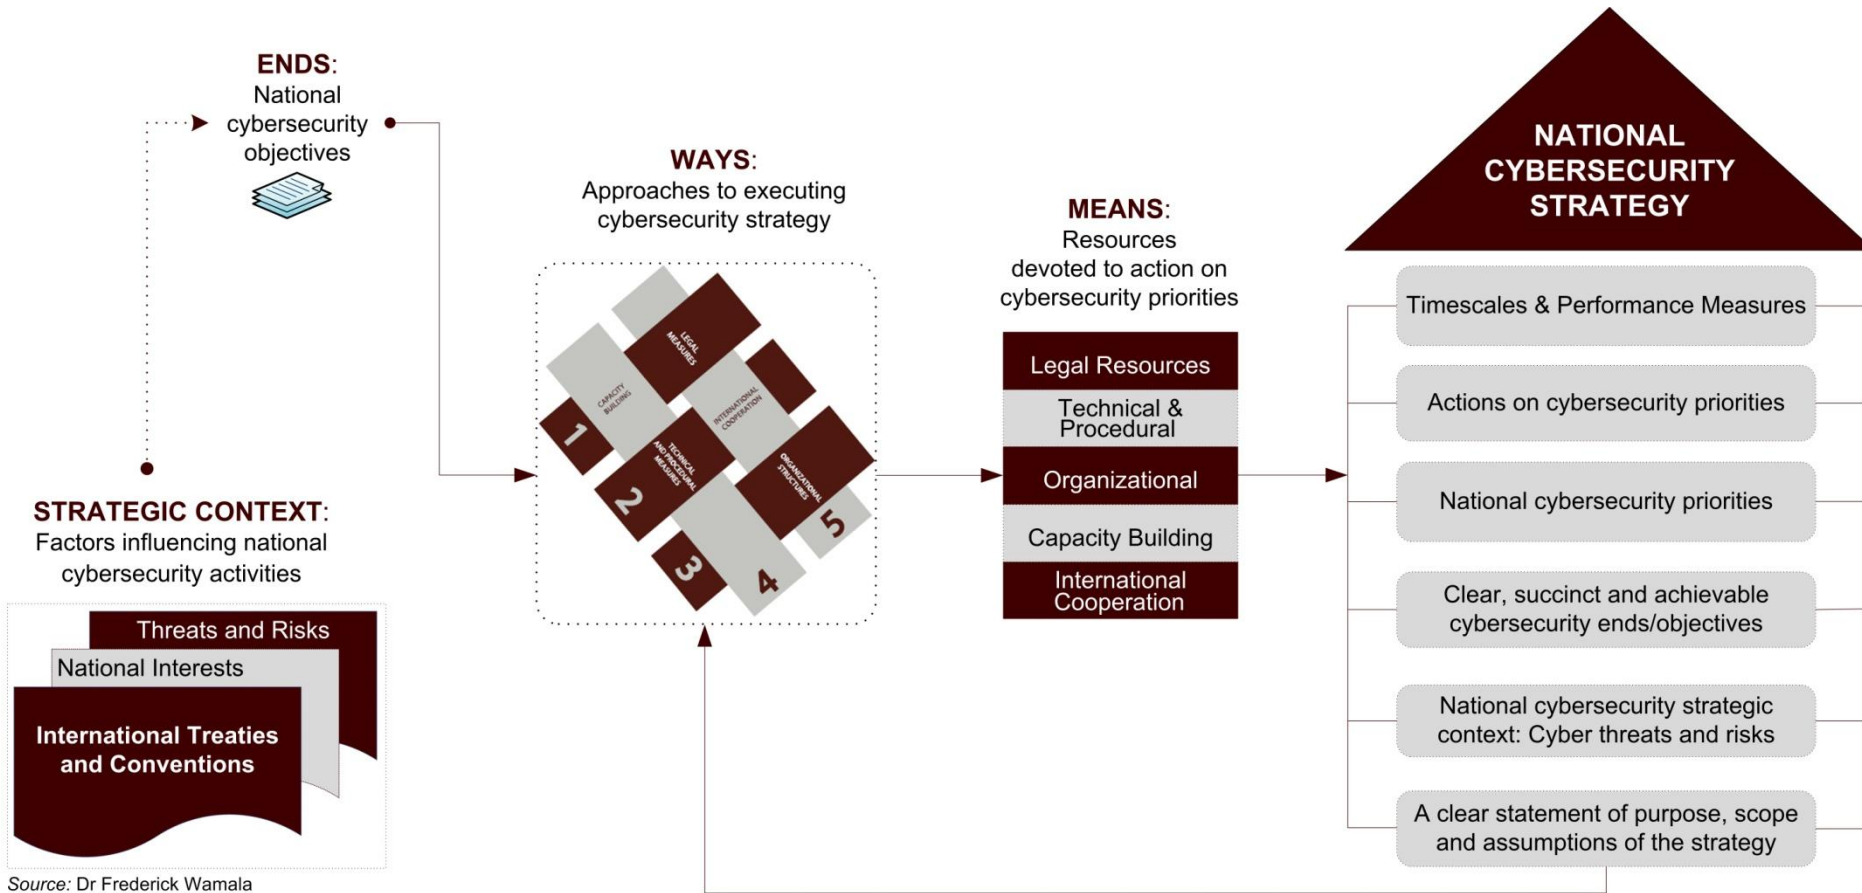 ENDS:
National
cybersecurity
objectives
STRATEGIC CONTEXT:
Factors influencing national
cybersecurity activities
Threats and Risks
National Interests
International Treaties
and Conventions
Source: Dr Frederick Wamala
WAYS:
Approaches to executing
cybersecurity strategy
LEGAL
MEASURES
CAPACITY
BUILDING
INTERNATIONAL
COOPERATION
TECHNICAL
AND PROCEDURAL
MEASURES
ORGANIZATIONAL
STRUCTURES
1
2
3
4
5
MEANS:
Resources
devoted to action on
cybersecurity priorities
Legal Resources
Technical &
Procedural
Organizational
Capacity Building
International
Cooperation
NATIONAL
CYBERSECURITY
STRATEGY
Timescales & Performance Measures
Actions on cybersecurity priorities
National cybersecurity priorities
Clear, succinct and achievable
cybersecurity ends/objectives
National cybersecurity strategic
context: Cyber threats and risks
A clear statement of purpose, scope
and assumptions of the strategy